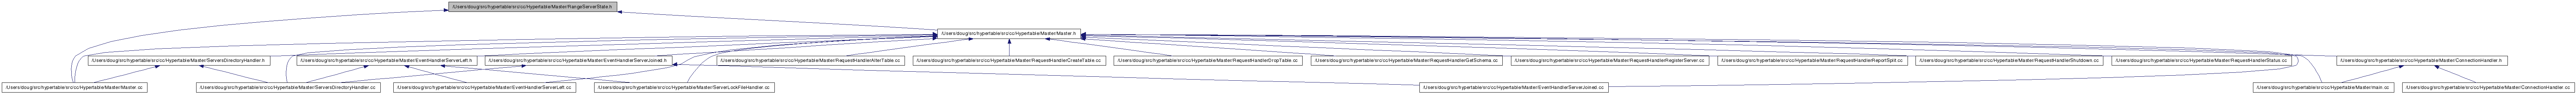 /Users/doug/src/hypertable/src/cc/Hypertable/Master/RangeServerState.h
/Users/doug/src/hypertable/src/cc/Hypertable/Master/Master.h
/Users/doug/src/hypertable/src/cc/Hypertable/Master/ServersDirectoryHandler.h
/Users/doug/src/hypertable/src/cc/Hypertable/Master/EventHandlerServerLeft.h
/Users/doug/src/hypertable/src/cc/Hypertable/Master/EventHandlerServerJoined.h
/Users/doug/src/hypertable/src/cc/Hypertable/Master/RequestHandlerAlterTable.cc
/Users/doug/src/hypertable/src/cc/Hypertable/Master/RequestHandlerCreateTable.cc
/Users/doug/src/hypertable/src/cc/Hypertable/Master/RequestHandlerDropTable.cc
/Users/doug/src/hypertable/src/cc/Hypertable/Master/RequestHandlerGetSchema.cc
/Users/doug/src/hypertable/src/cc/Hypertable/Master/RequestHandlerRegisterServer.cc
/Users/doug/src/hypertable/src/cc/Hypertable/Master/RequestHandlerReportSplit.cc
/Users/doug/src/hypertable/src/cc/Hypertable/Master/RequestHandlerShutdown.cc
/Users/doug/src/hypertable/src/cc/Hypertable/Master/RequestHandlerStatus.cc
/Users/doug/src/hypertable/src/cc/Hypertable/Master/ConnectionHandler.h
/Users/doug/src/hypertable/src/cc/Hypertable/Master/Master.cc
/Users/doug/src/hypertable/src/cc/Hypertable/Master/ServersDirectoryHandler.cc
/Users/doug/src/hypertable/src/cc/Hypertable/Master/EventHandlerServerLeft.cc
/Users/doug/src/hypertable/src/cc/Hypertable/Master/ServerLockFileHandler.cc
/Users/doug/src/hypertable/src/cc/Hypertable/Master/EventHandlerServerJoined.cc
/Users/doug/src/hypertable/src/cc/Hypertable/Master/main.cc
/Users/doug/src/hypertable/src/cc/Hypertable/Master/ConnectionHandler.cc